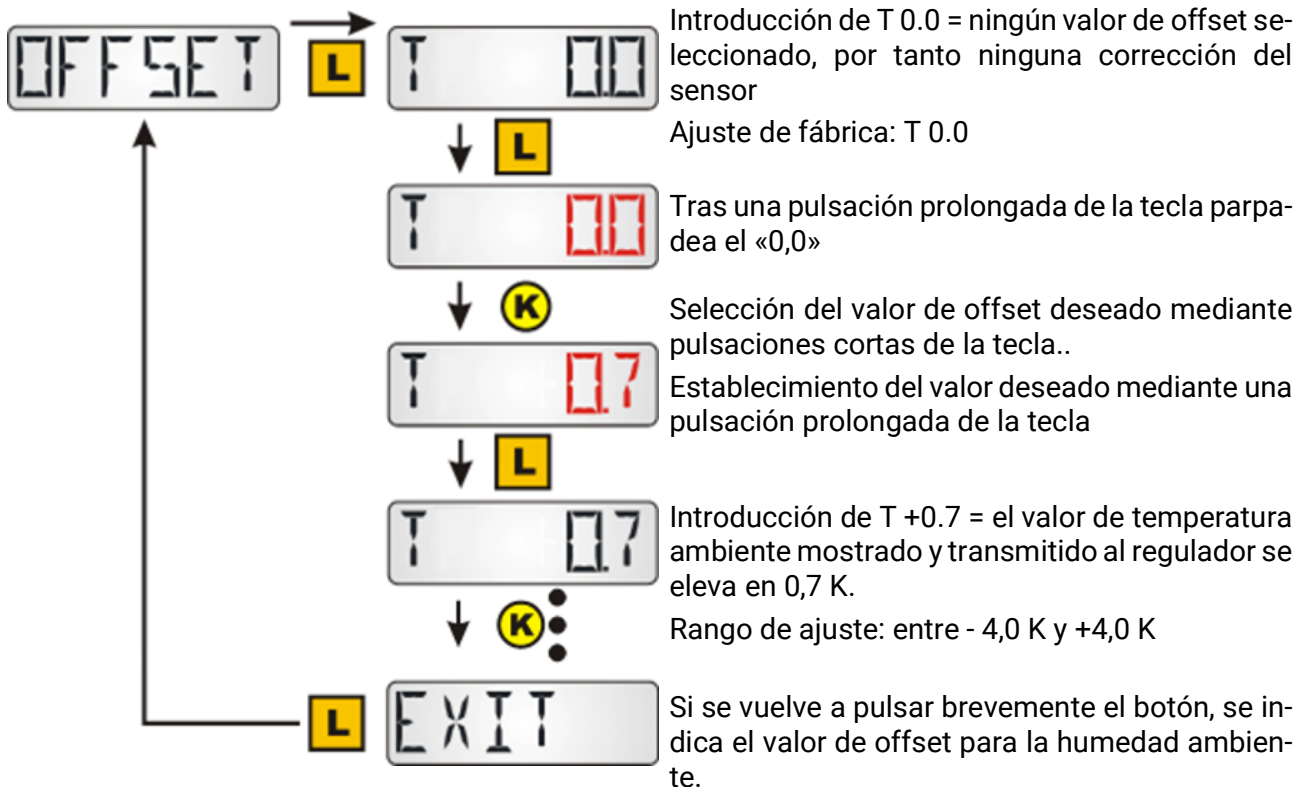 OFFSET
L
T 0.0
Introducción de T 0.0 = ningún valor de offset se-
leccionado, por tanto ninguna corrección del
sensor
Ajuste de fábrica: T 0.0
L
T 0.0
Tras una pulsación prolongada de la tecla parpa-
dea el «0,0»
K
Selección del valor de offset deseado mediante
pulsaciones cortas de la tecla..
T 0.7
Establecimiento del valor deseado mediante una
pulsación prolongada de la tecla
L
T 0.7
Introducción de T +0.7 = el valor de temperatura
ambiente mostrado y transmitido al regulador se
eleva en 0,7 K.
K
Rango de ajuste: entre - 4,0 K y +4,0 K
L
EXIT
Si se vuelve a pulsar brevemente el botón, se in-
dica el valor de offset para la humedad ambien-
te.